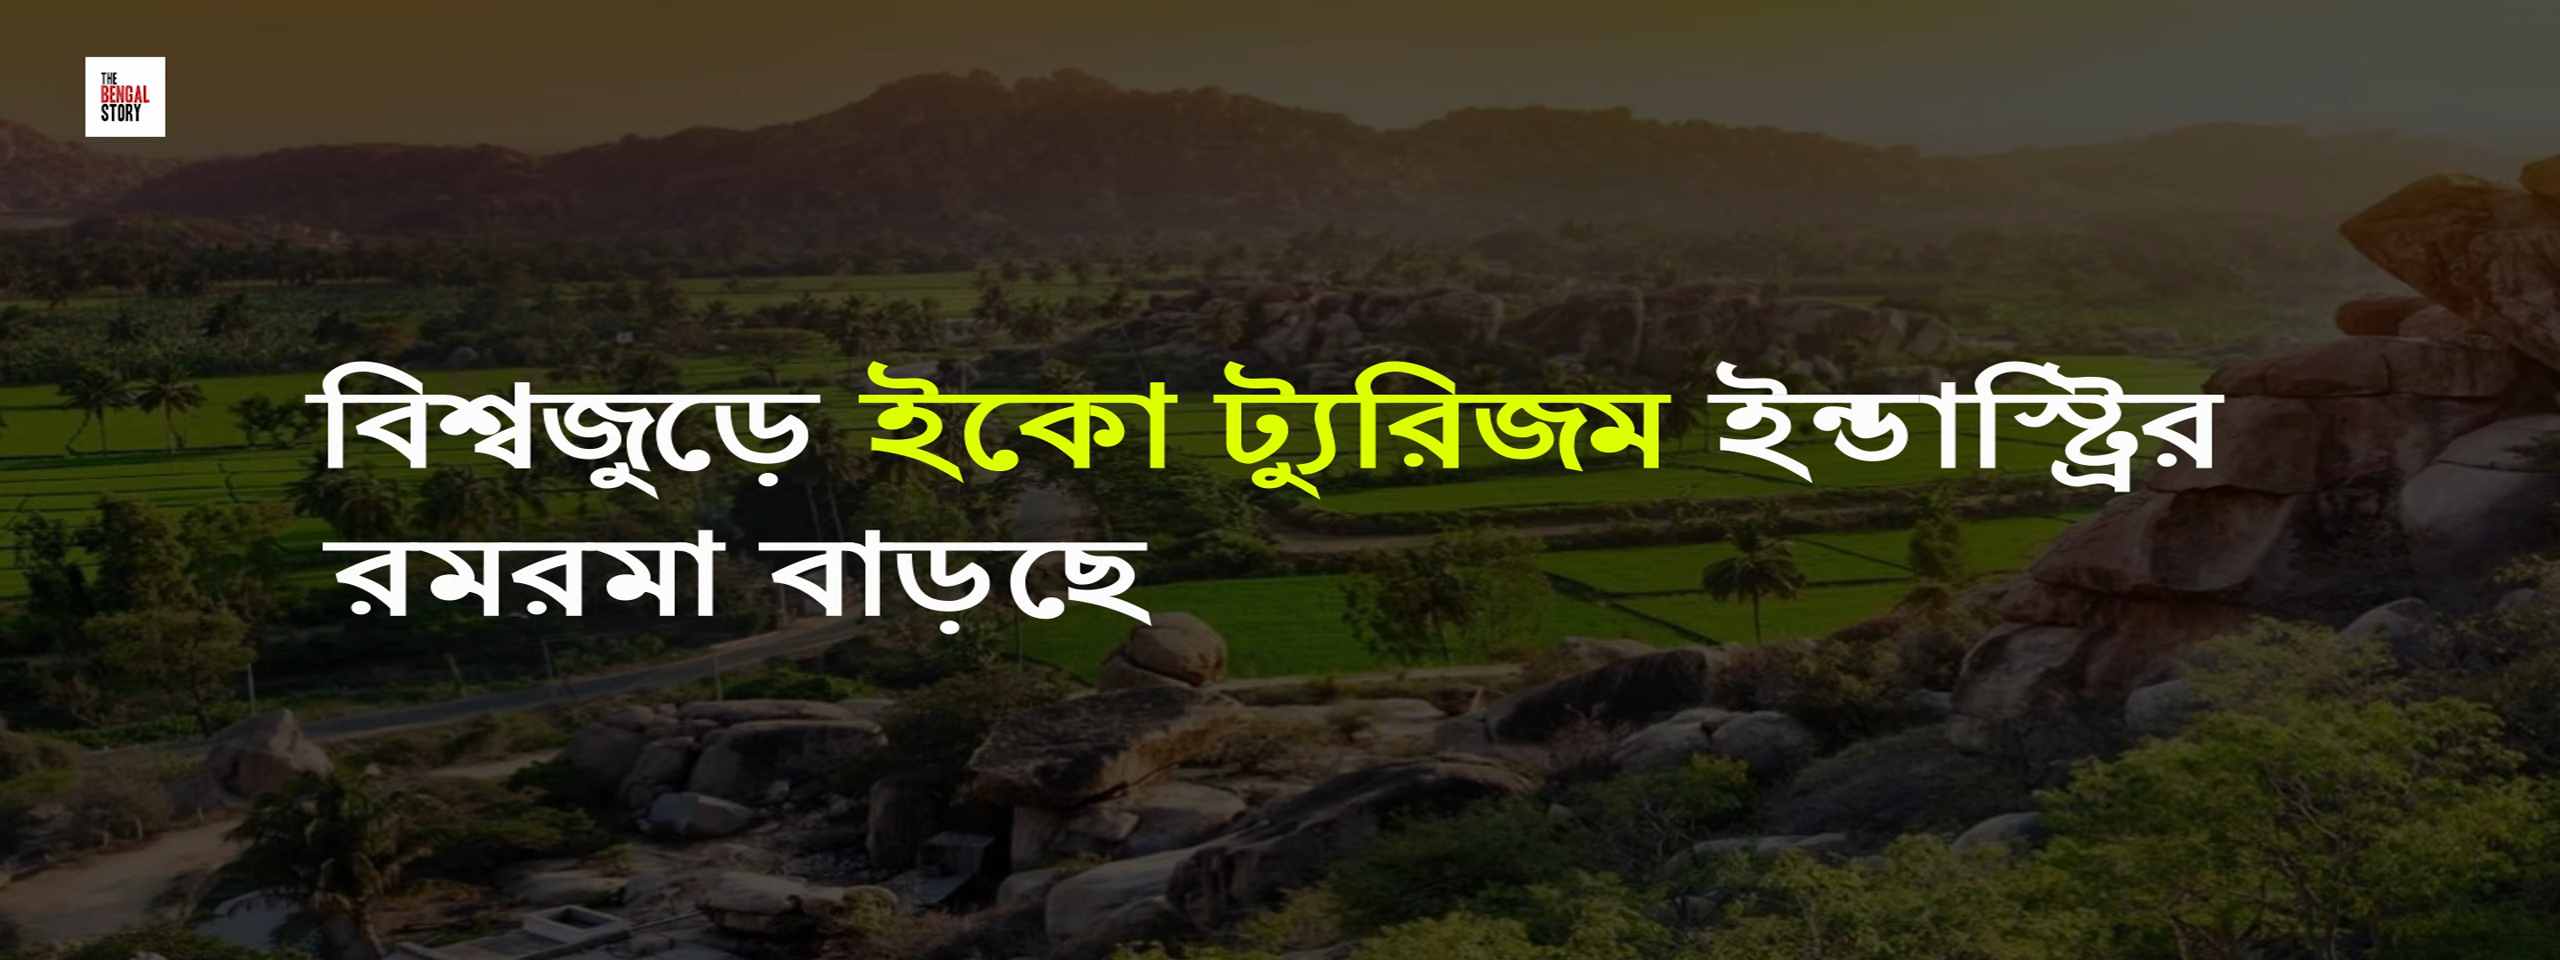 THE
BENGAL
STORY
বিশ্বজুড়ে ইকো ট্যুরিজম ইন্ডাস্ট্রির
রমরমা বাড়ছে